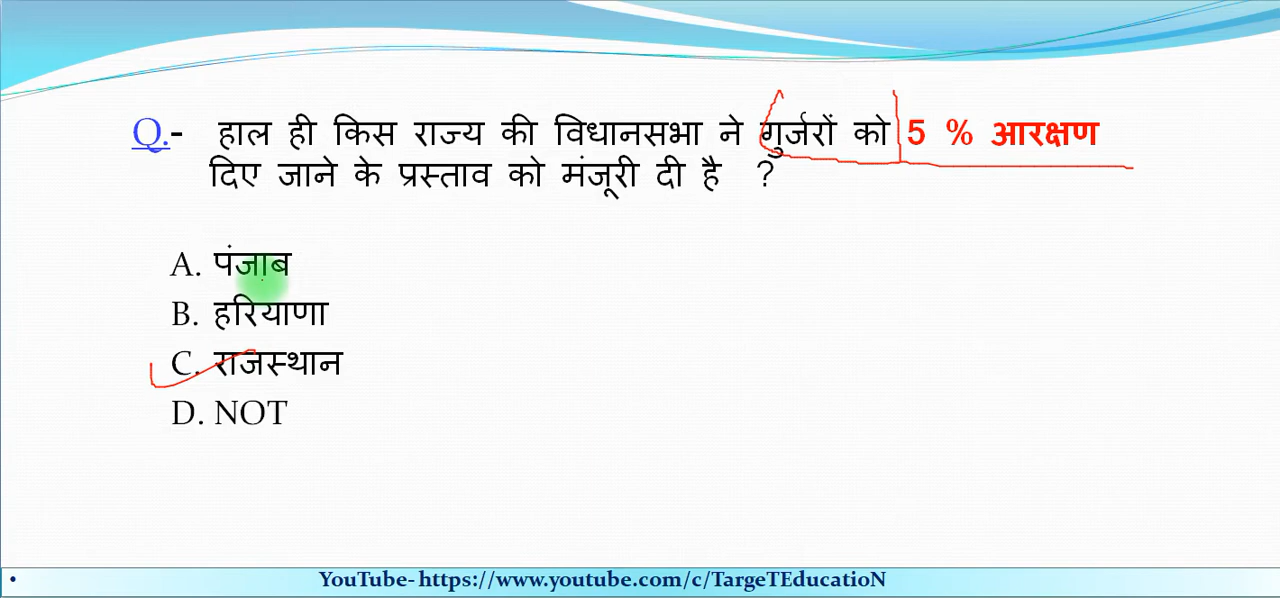 Q.- हाल ही किस राज्य की विधानसभा ने गुर्जरों को 5 % आरक्षण
दिए जाने के प्रस्ताव को मंजूरी दी है ?
A. पंजाब
B. हरियाणा
C. राजस्थान
D. NOT
• YouTube- https://www.youtube.com/c/TargeTEducatioN